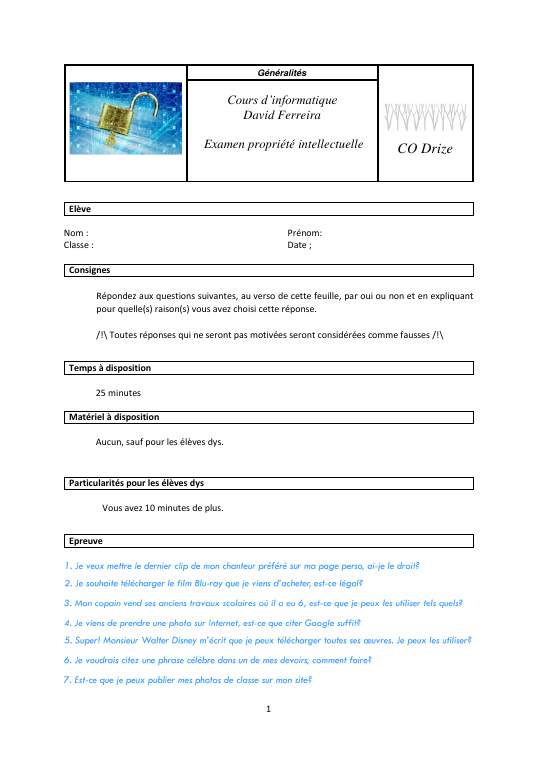 Généralités
Cours d'informatique
David Ferreira
Examen propriété intellectuelle
CO Drize
Elève
Nom :
Prénom:
Classe :
Date ;
Consignes
Répondez aux questions suivantes, au verso de cette feuille, par oui ou non et en expliquant
pour quelle(s) raison(s) vous avez choisi cette réponse.
/!\ Toutes réponses qui ne seront pas motivées seront considérées comme fausses /!\
Temps à disposition
25 minutes
Matériel à disposition
Aucun, sauf pour les élèves dys.
Particularités pour les élèves dys
Vous avez 10 minutes de plus.
Epreuve
1. Je veux mettre le dernier clip de mon chanteur préféré sur ma page perso, ai-je le droit?
2. Je souhaite télécharger le film Blu-ray que je viens d'acheter, est-ce légal?
3. Mon copain vend ses anciens travaux scolaires où il a eu 6, est-ce que je peux les utiliser tels quels?
4. Je viens de prendre une photo sur Internet, est-ce que citer Google suffit?
5. Super! Monsieur Walter Disney m'écrit que je peux télécharger toutes ses œuvres. Je peux les utiliser?
6. Je voudrais citez une phrase célèbre dans un de mes devoirs, comment faire?
7. Est-ce que je peux publier mes photos de classe sur mon site?
1